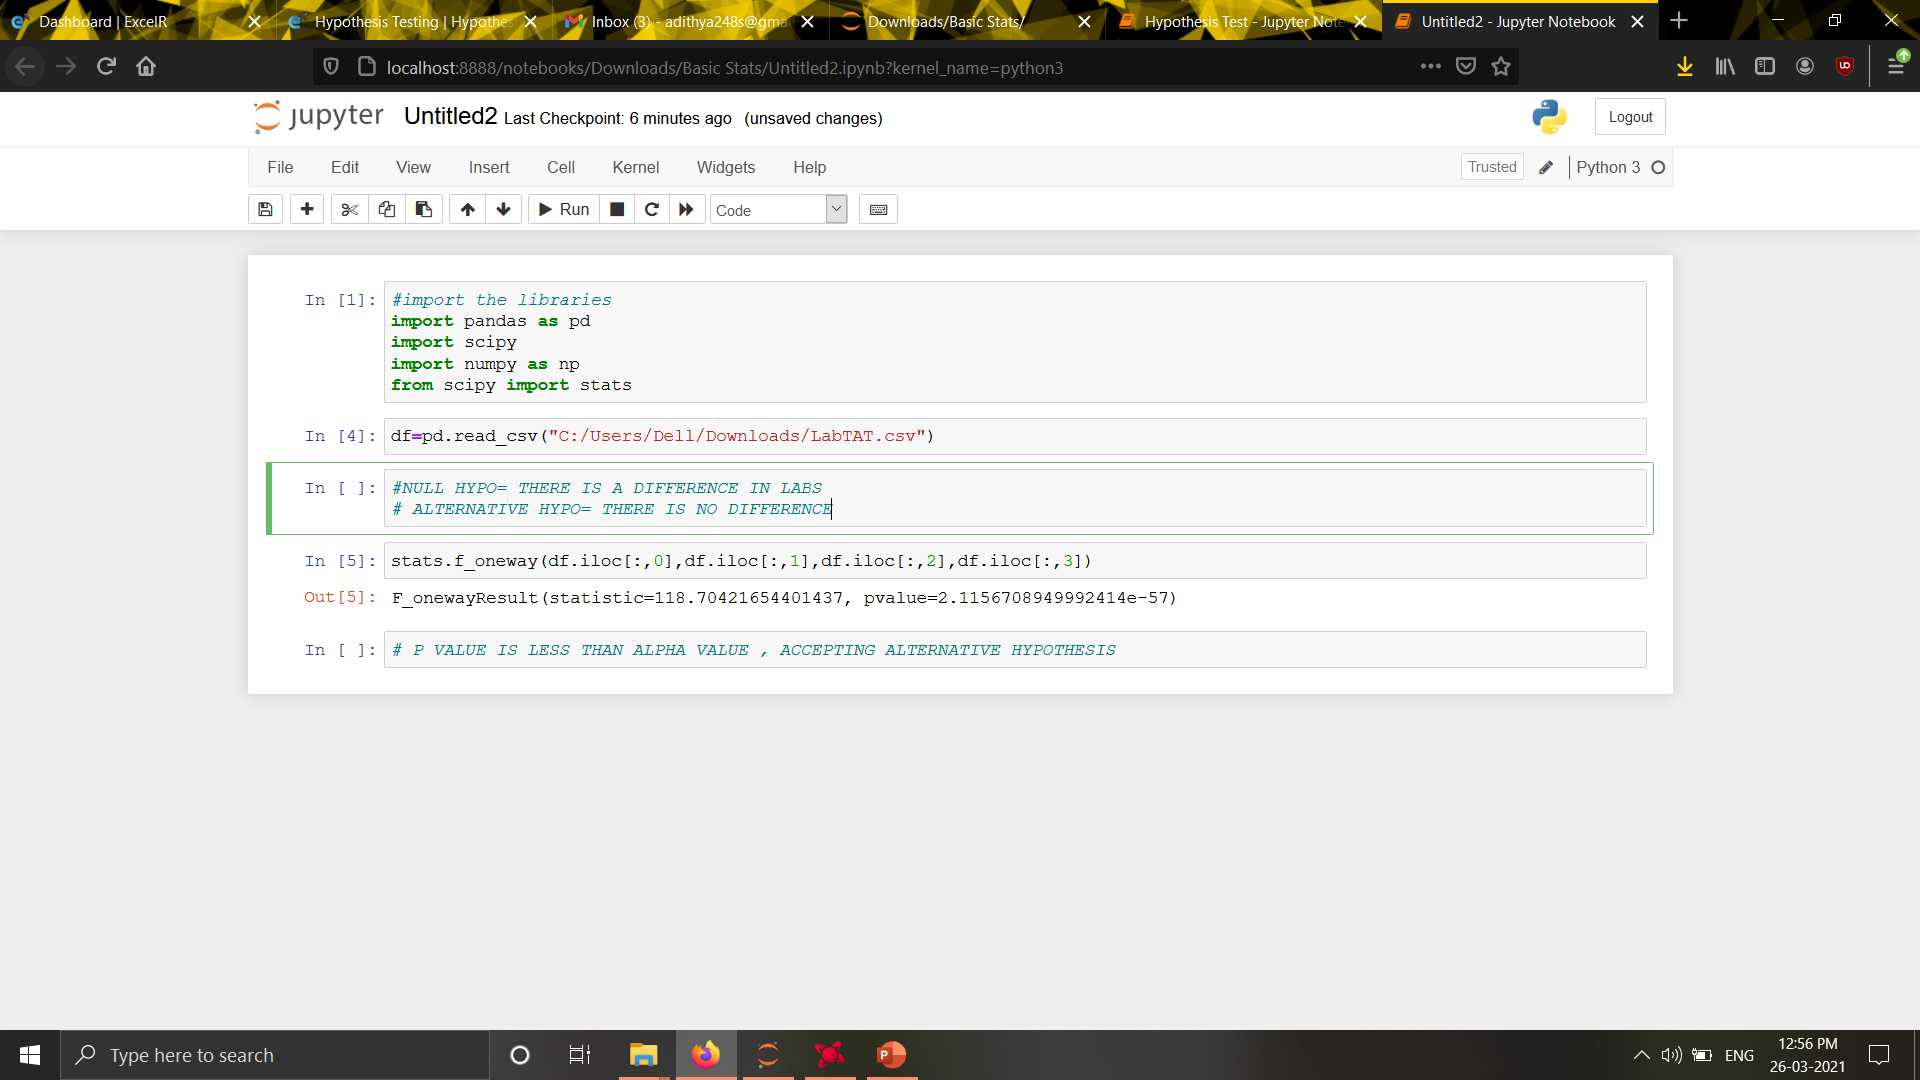 Dashboard | ExcelR
Hypothesis Testing | Hypothes
Inbox (3) - adithya248s@gma
Downloads/Basic Stats/
Hypothesis Test - Jupyter Note
Untitled2 - Jupyter Notebook
localhost:8888/notebooks/Downloads/Basic Stats/Untitled2.ipynb?kernel_name=python3
jupyter Untitled2 Last Checkpoint: 6 minutes ago (unsaved changes)
Logout
File Edit View Insert Cell Kernel Widgets Help
Trusted
Python 3
Run
Code
In [1]: #import the libraries
import pandas as pd
import scipy
import numpy as np
from scipy import stats
In [4]: df=pd.read_csv("C:/Users/Dell/Downloads/LabTAT.csv")
In [ ]: #NULL HYPO= THERE IS A DIFFERENCE IN LABS
# ALTERNATIVE HYPO= THERE IS NO DIFFERENCE
In [5]: stats.f_oneway(df.iloc[:,0],df.iloc[:,1],df.iloc[:,2],df.iloc[:,3])
Out[5]: F_onewayResult(statistic=118.70421654401437, pvalue=2.1156708949992414e-57)
In [ ]: # P VALUE IS LESS THAN ALPHA VALUE , ACCEPTING ALTERNATIVE HYPOTHESIS
Type here to search
ENG
12:56 PM
26-03-2021